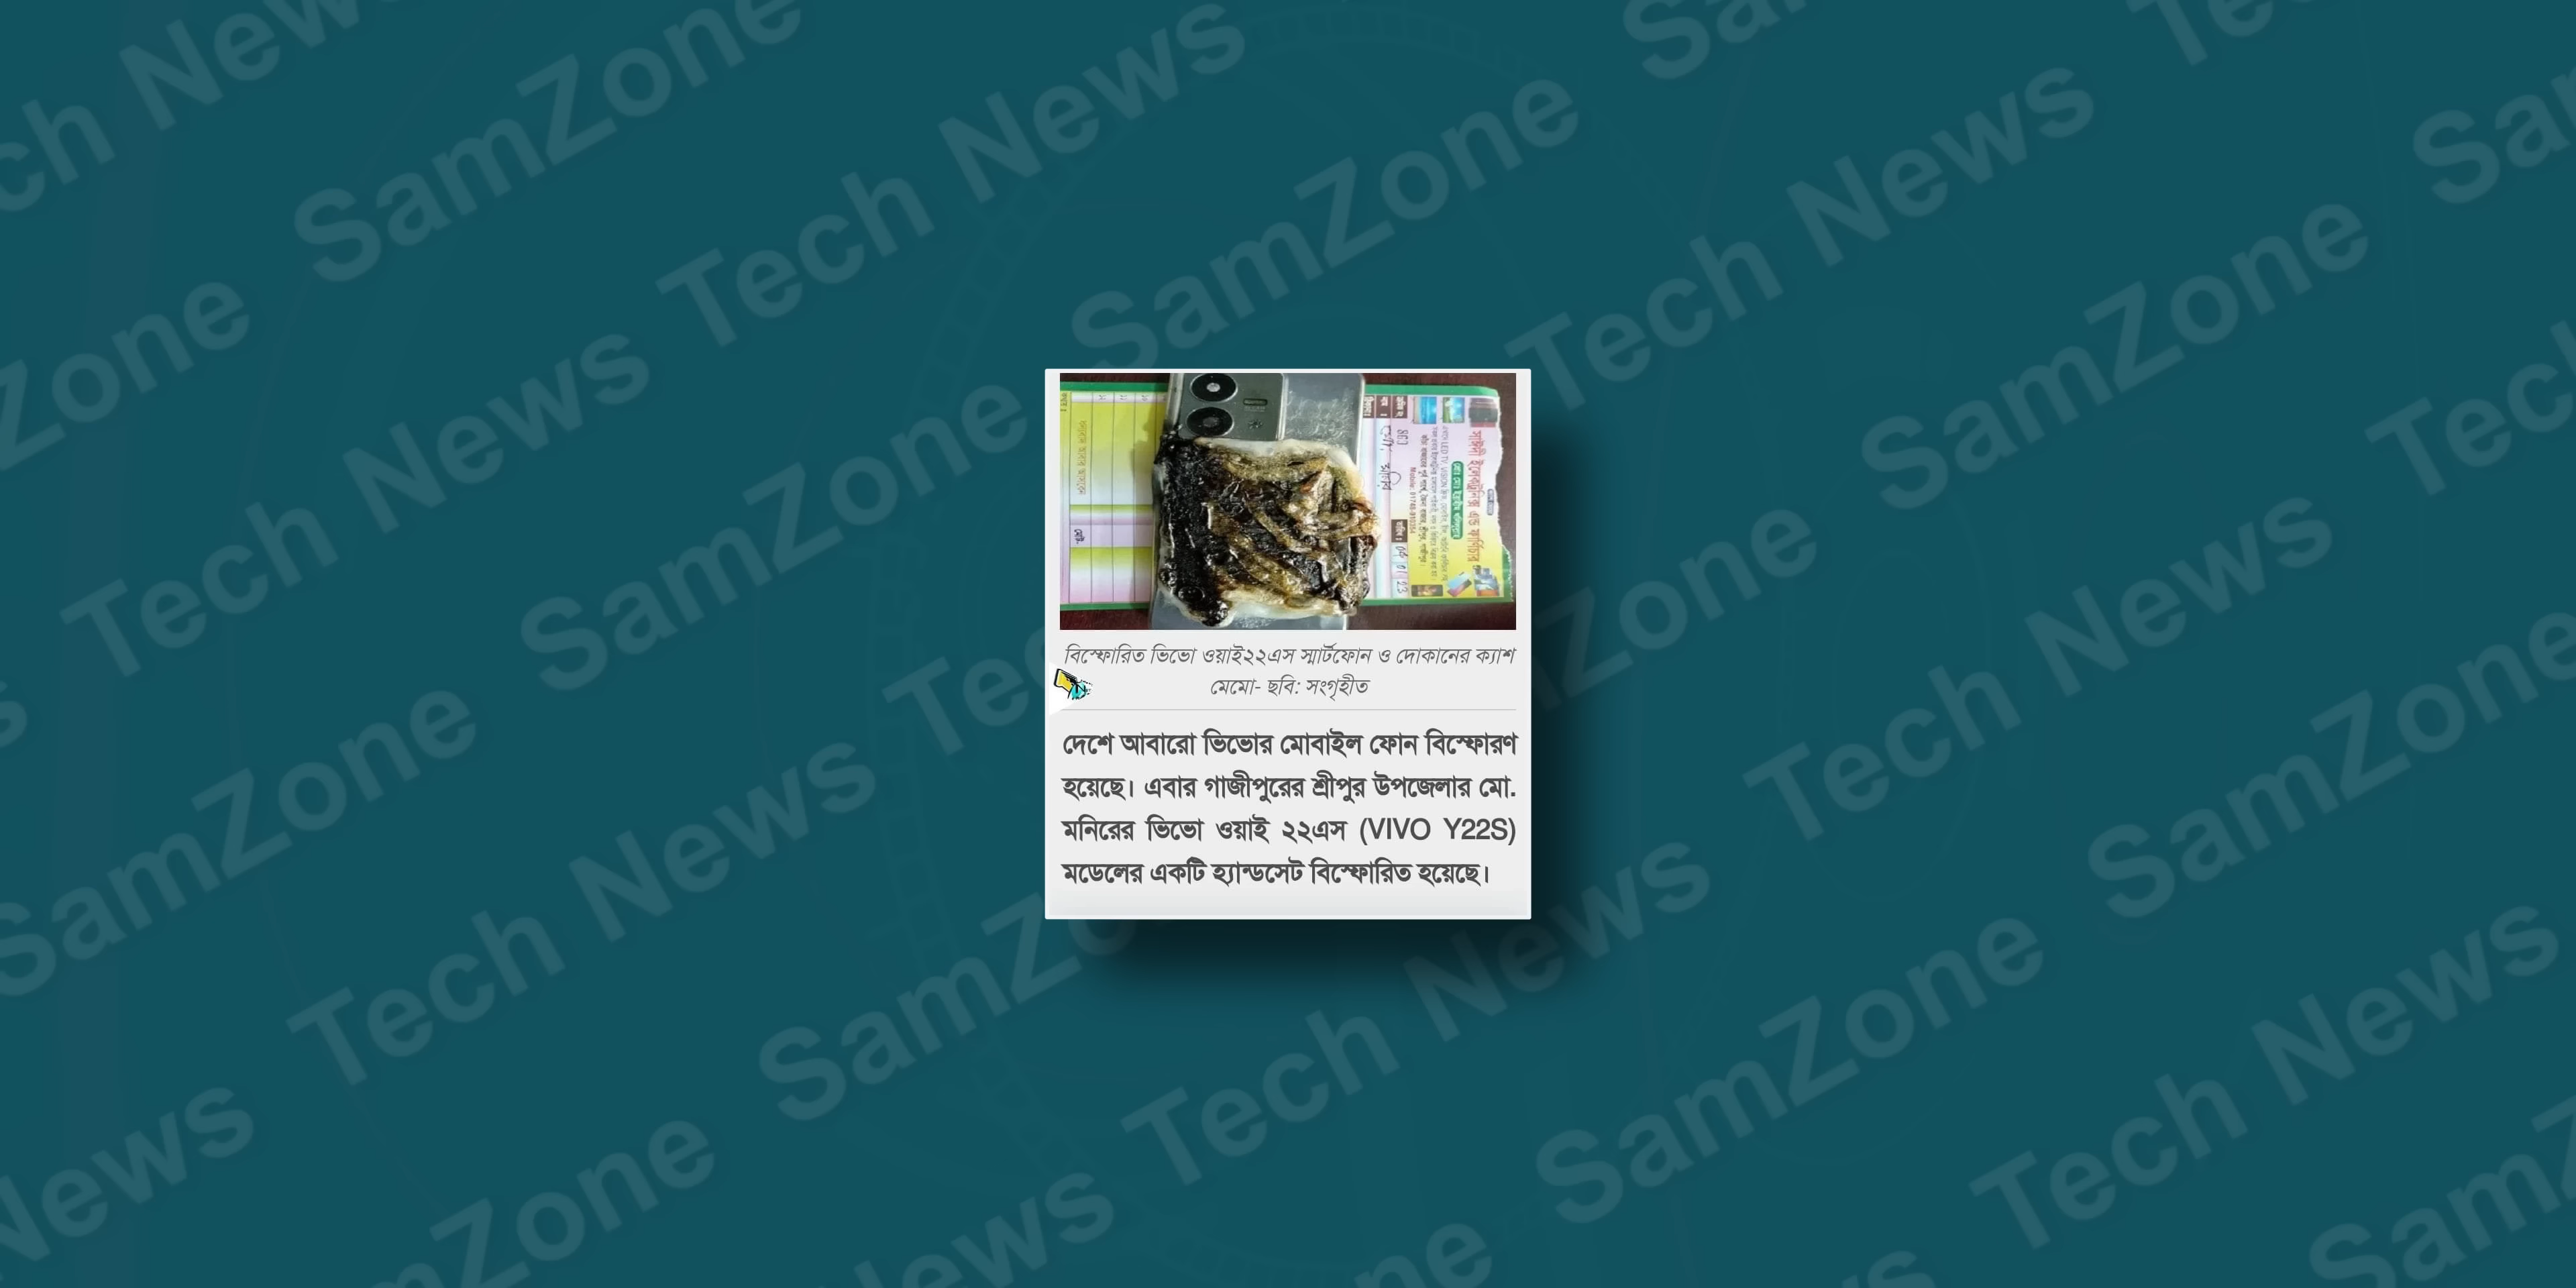 বিস্ফোরিত ভিভো ওয়াই২২এস স্মার্টফোন ও দোকানের ক্যাশ
মেমো- ছবি: সংগৃহীত
দেশে আবারো ভিভোর মোবাইল ফোন বিস্ফোরণ
হয়েছে। এবার গাজীপুরের শ্রীপুর উপজেলার মো.
মনিরের ভিভো ওয়াই ২২এস (VIVO Y22S)
মডেলের একটি হ্যান্ডসেট বিস্ফোরিত হয়েছে।
SamZone Tech News